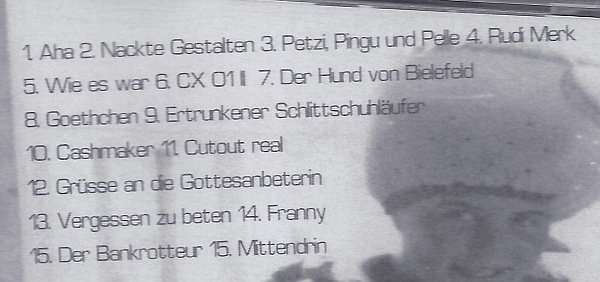 1. Aha 2. Nackte Gestalten 3. Petzi, Pingu und Pelle 4. Rudi Merk
5. Wie es war 6. CX 01 II 7. Der Hund von Bielefeld
8. Goethchen 9. Ertrunkener Schlittschuhläufer
10. Cashmaker 11. Cutout real
12. Grüsse an die Gottesanbeterin
13. Vergessen zu beten 14. Franny
15. Der Bankrotteur 15. Mittendrin